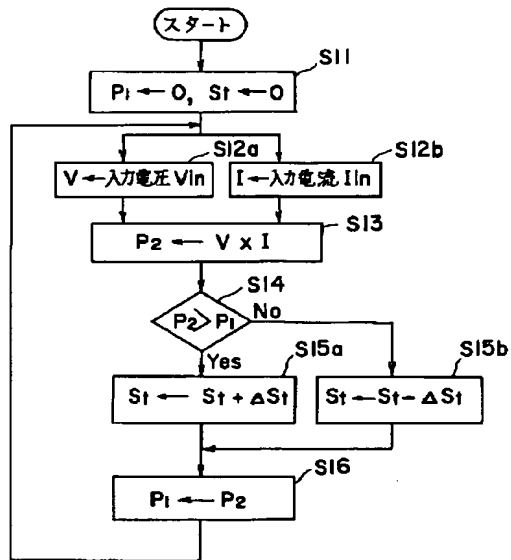 スタート
S11
P1 ← 0, St ← 0
S12a
S12b
V ← 入力電圧 Vin
I ← 入力電流 Iin
S13
P2 ← V x I
S14
P2 > P1
No
Yes
S15a
S15b
St ← St + ΔSt
St ← St - ΔSt
S16
P1 ← P2